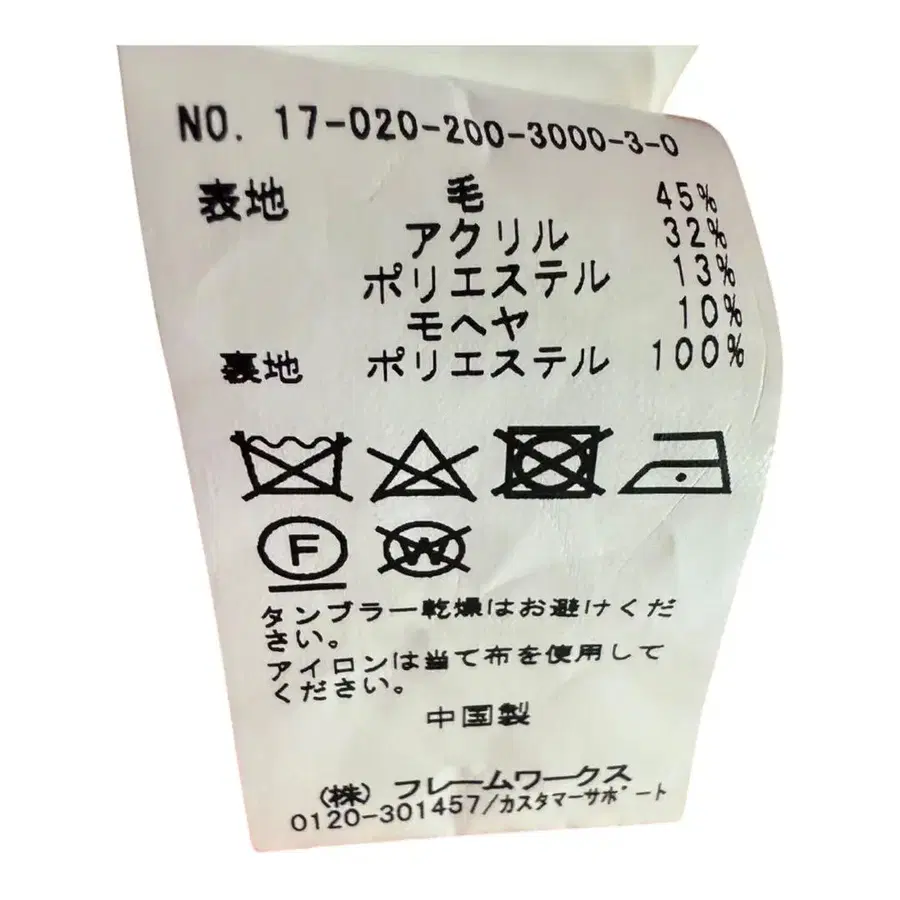 NO. 17-020-200-3000-3-0
表地 毛 45%
アクリル 32%
ポリエステル 13%
モヘヤ 10%
裏地 ポリエステル 100%
F W
タンブラー乾燥はお避けくだ
さい。
アイロンは当て布を使用して
ください。
中国製
(株) フレームワークス
0120-301457/カスタマーサポート